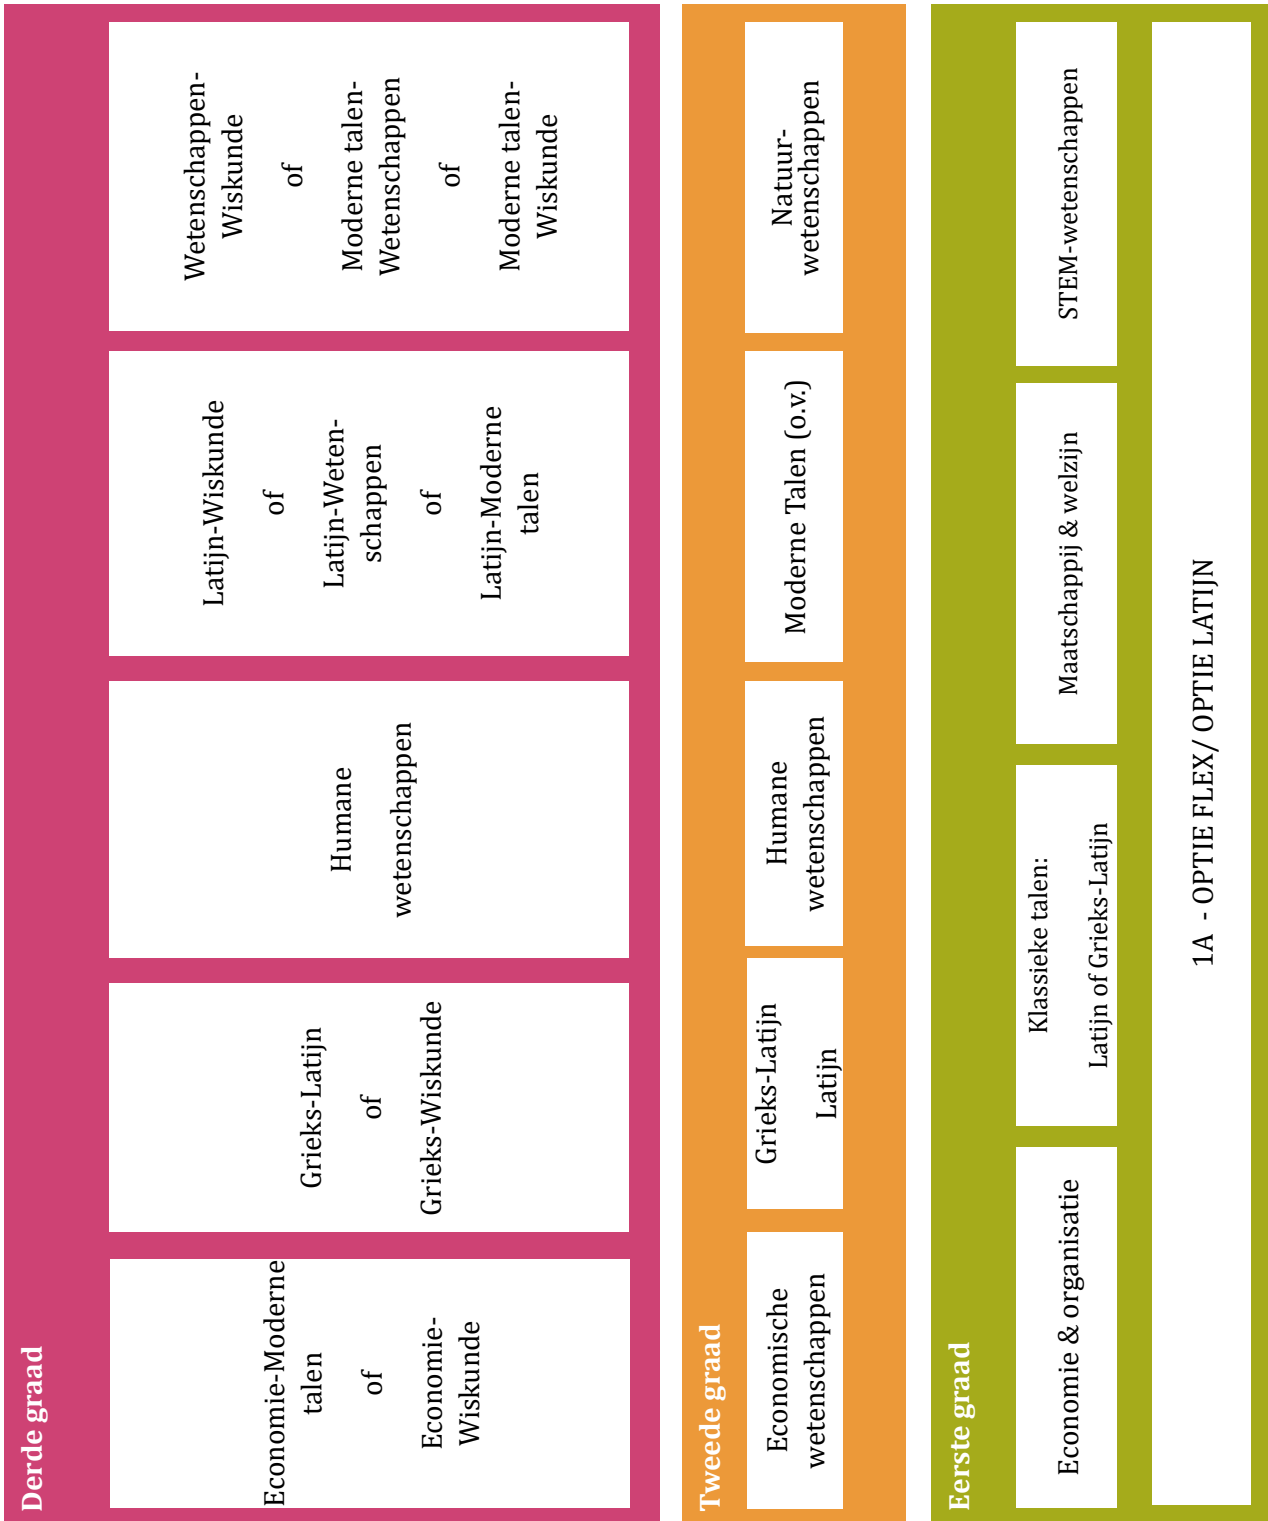 Derde graad
Economie-Moderne
talen
of
Economie-
Wiskunde
Grieks-Latijn
of
Grieks-Wiskunde
Humane
wetenschappen
Latijn-Wiskunde
of
Latijn-Weten-
schappen
of
Latijn-Moderne
talen
Wetenschappen-
Wiskunde
of
Moderne talen-
Wetenschappen
of
Moderne talen-
Wiskunde
Tweede graad
Economische
wetenschappen
Grieks-Latijn
Latijn
Humane
wetenschappen
Moderne Talen (o.v.)
Natuur-
wetenschappen
Eerste graad
Economie & organisatie
Klassieke talen:
Latijn of Grieks-Latijn
Maatschappij & welzijn
STEM-wetenschappen
1A - OPTIE FLEX/ OPTIE LATIJN